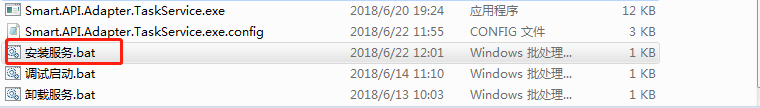 Smart.API.Adapter.TaskService.exe 2018/6/20 19:24 应用程序 12 KB
Smart.API.Adapter.TaskService.exe.config 2018/6/22 11:55 CONFIG 文件 3 KB
安装服务.bat 2018/6/22 12:01 Windows 批处理... 1 KB
调试启动.bat 2018/6/14 11:10 Windows 批处理... 1 KB
卸载服务.bat 2018/6/13 10:03 Windows 批处理... 1 KB